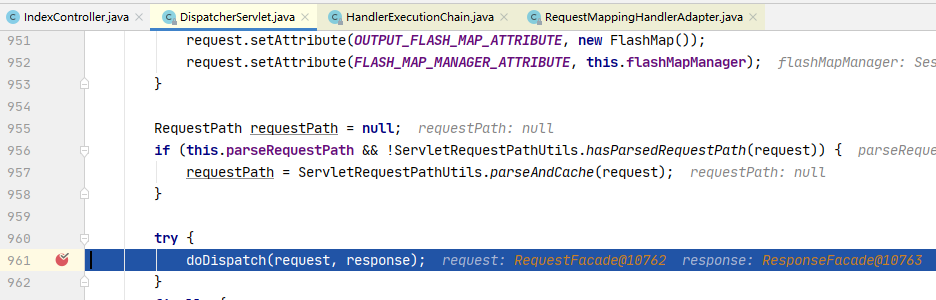 IndexController.java × DispatcherServlet.java × HandlerExecutionChain.java × RequestMappingHandlerAdapter.java ×
951 request.setAttribute(OUTPUT_FLASH_MAP_ATTRIBUTE, new FlashMap());
952 request.setAttribute(FLASH_MAP_MANAGER_ATTRIBUTE, this.flashMapManager); flashMapManager: Ses
953 }
954
955 RequestPath requestPath = null; requestPath: null
956 if (this.parseRequestPath && !ServletRequestPathUtils.hasParsedRequestPath(request)) { parseReque
957 requestPath = ServletRequestPathUtils.parseAndCache(request); requestPath: null
958 }
959
960 try {
961 doDispatch(request, response); request: RequestFacade@10762 response: ResponseFacade@10763
962 }